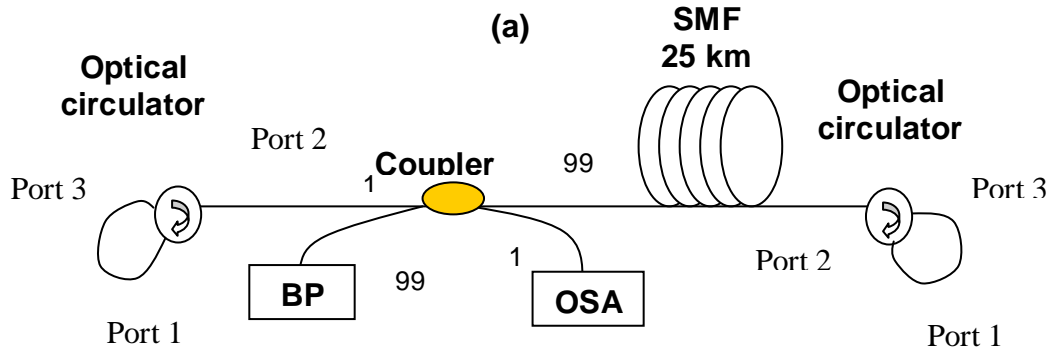 (a)
SMF
25 km
Optical
circulator
Optical
circulator
Port 2
Coupler
99
Port 3
1
Port 3
BP
99
1
OSA
Port 2
Port 1
Port 1